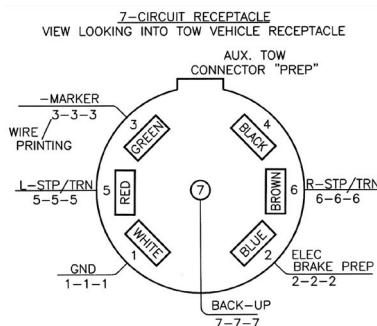 7-CIRCUIT RECEPTACLE
VIEW LOOKING INTO TOW VEHICLE RECEPTACLE
AUX. TOW
CONNECTOR "PREP"
-MARKER
3-3-3
WIRE
PRINTING
3
GREEN
4
BLACK
L-STP/TRN
5-5-5
5
RED
7
BROWN
6
R-STP/TRN
6-6-6
WHITE
1
BLUE
2
GND
1-1-1
ELEC
BRAKE PREP
2-2-2
BACK-UP
7-7-7